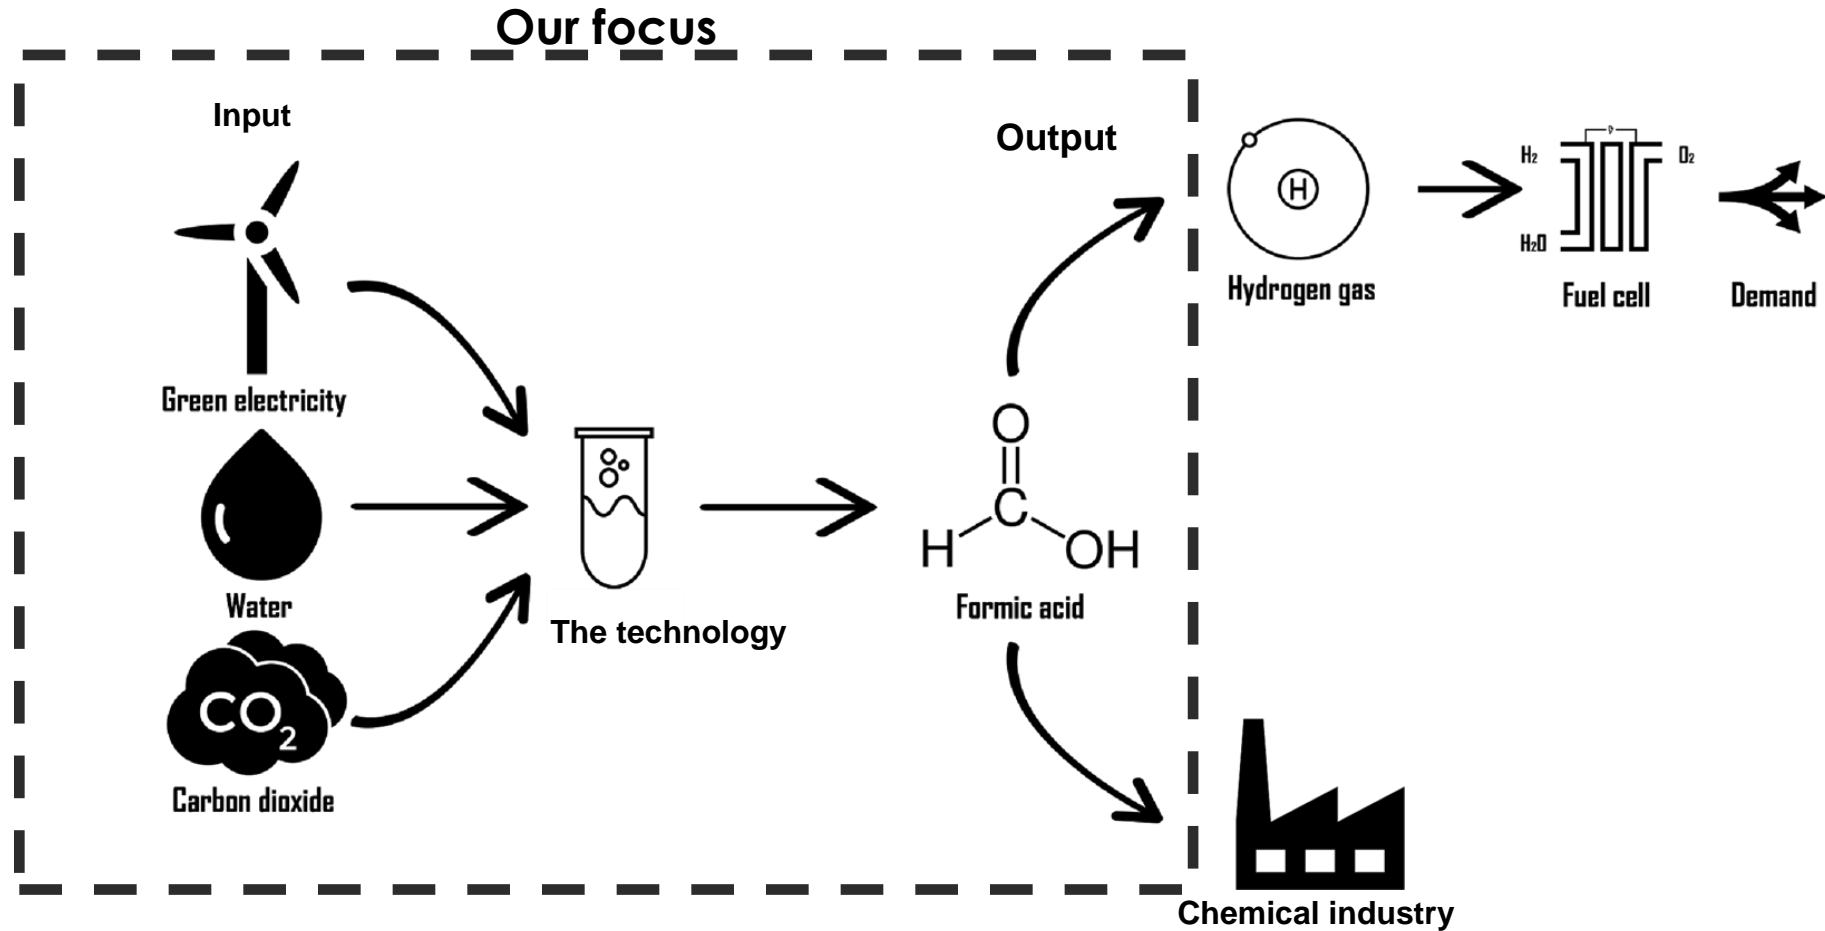 Our focus
Input
Output
Green electricity
Water
CO2
Carbon dioxide
The technology
O
C
H
OH
Formic acid
H
Hydrogen gas
H2
O2
H2O
Fuel cell
Demand
Chemical industry